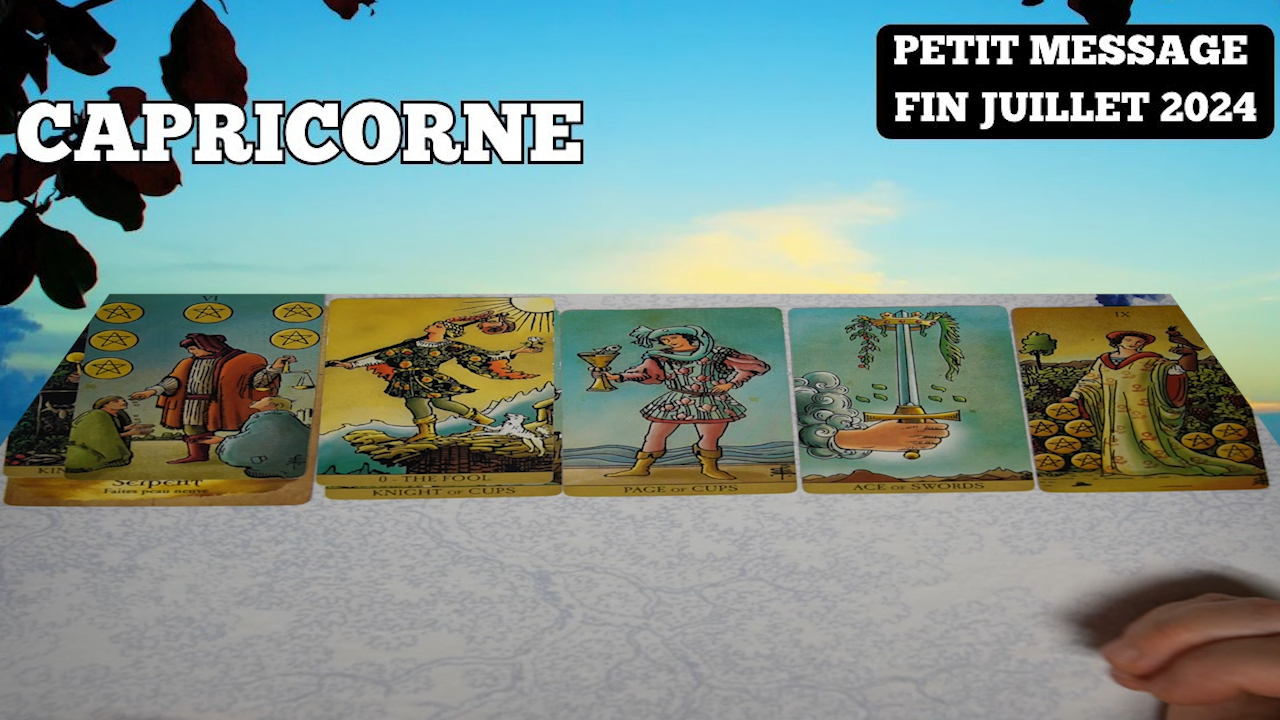 PETIT MESSAGE
FIN JUILLET 2024
CAPRICORNE
VI
IX
0 - THE FOOL
KNIGHT OF CUPS
PAGE OF CUPS
ACE OF SWORDS
Serpent
Faites peau neuve